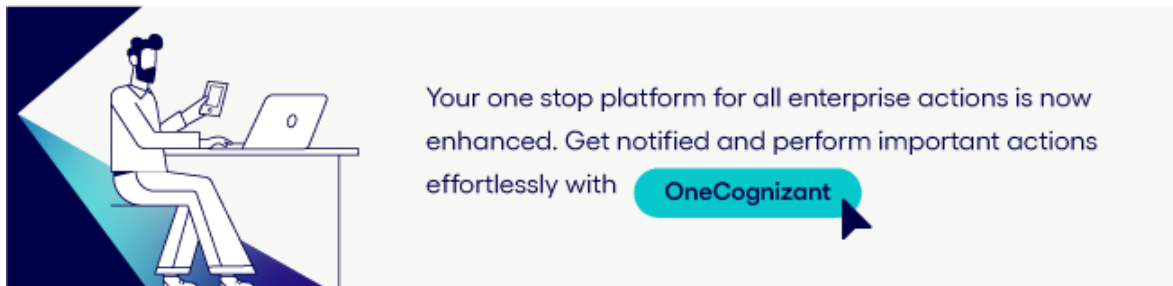 Your one stop platform for all enterprise actions is now
enhanced. Get notified and perform important actions
effortlessly with OneCognizant